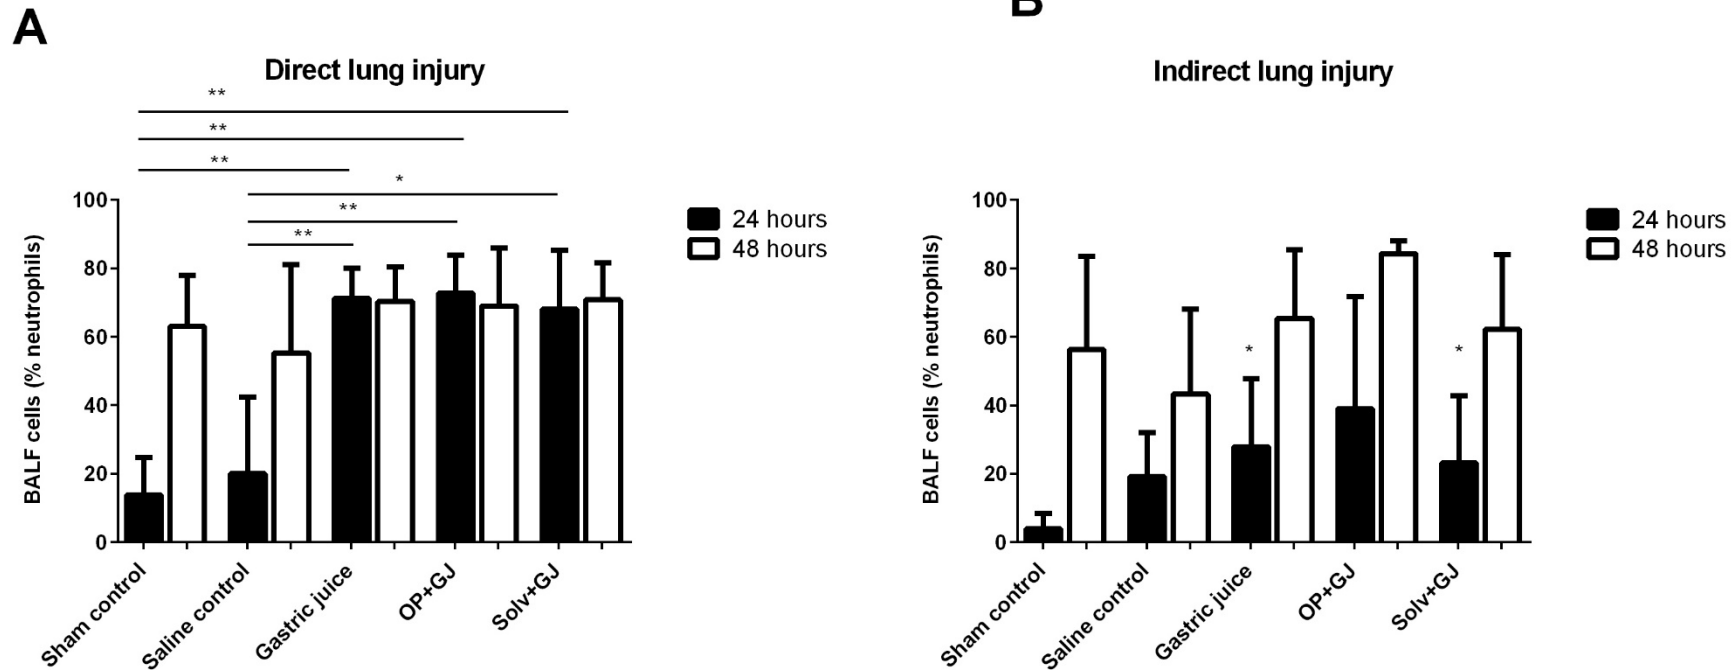 A
B
Direct lung injury
**
**
**
*
**
**
100
80
60
40
20
0
BALF cells (% neutrophils)
24 hours
48 hours
Sham control
Saline control
Gastric juice
OP+GJ
Solv+GJ
Indirect lung injury
100
80
60
40
20
0
BALF cells (% neutrophils)
*
*
24 hours
48 hours
Sham control
Saline control
Gastric juice
OP+GJ
Solv+GJ